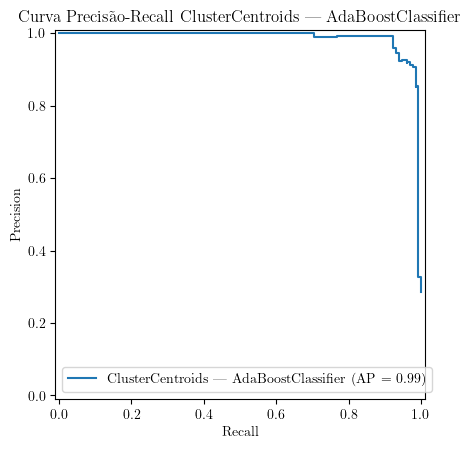 Curva Precisão-Recall ClusterCentroids — AdaBoostClassifier
1.0
0.8
0.6
0.4
0.2
0.0
Precision
ClusterCentroids — AdaBoostClassifier (AP = 0.99)
0.0 0.2 0.4 0.6 0.8 1.0
Recall